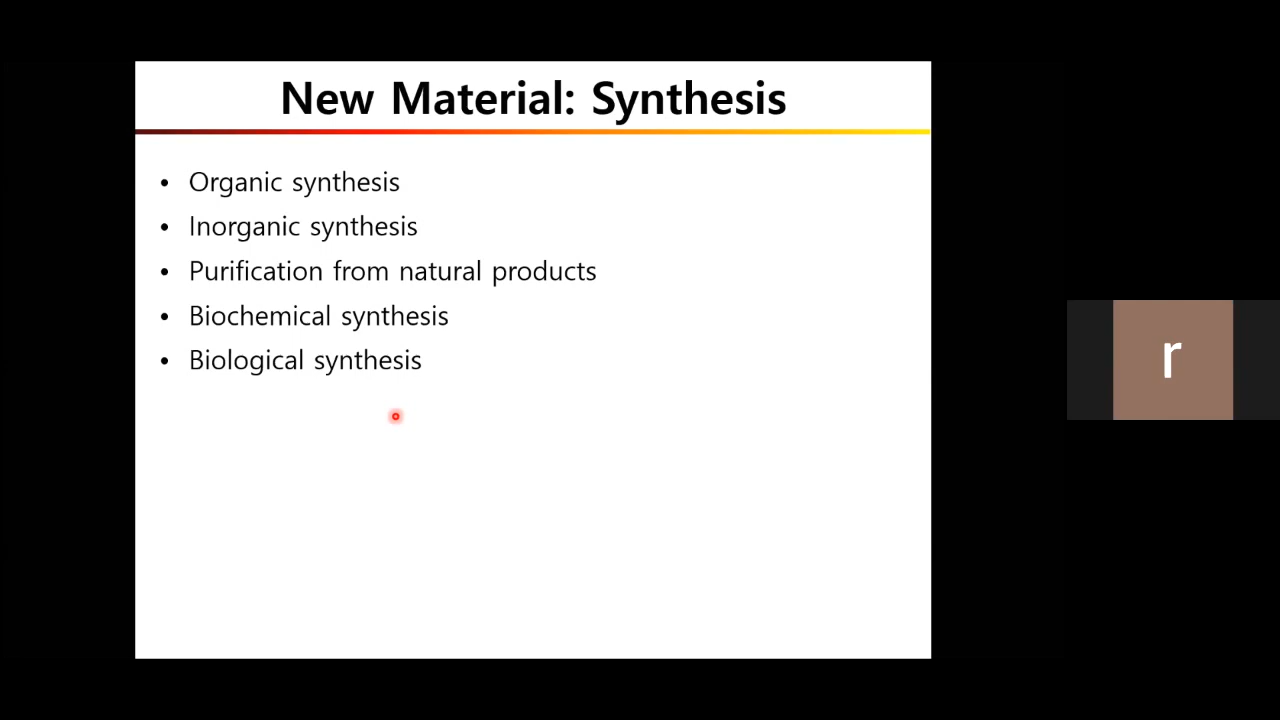 New Material: Synthesis
• Organic synthesis
• Inorganic synthesis
• Purification from natural products
• Biochemical synthesis
• Biological synthesis
r